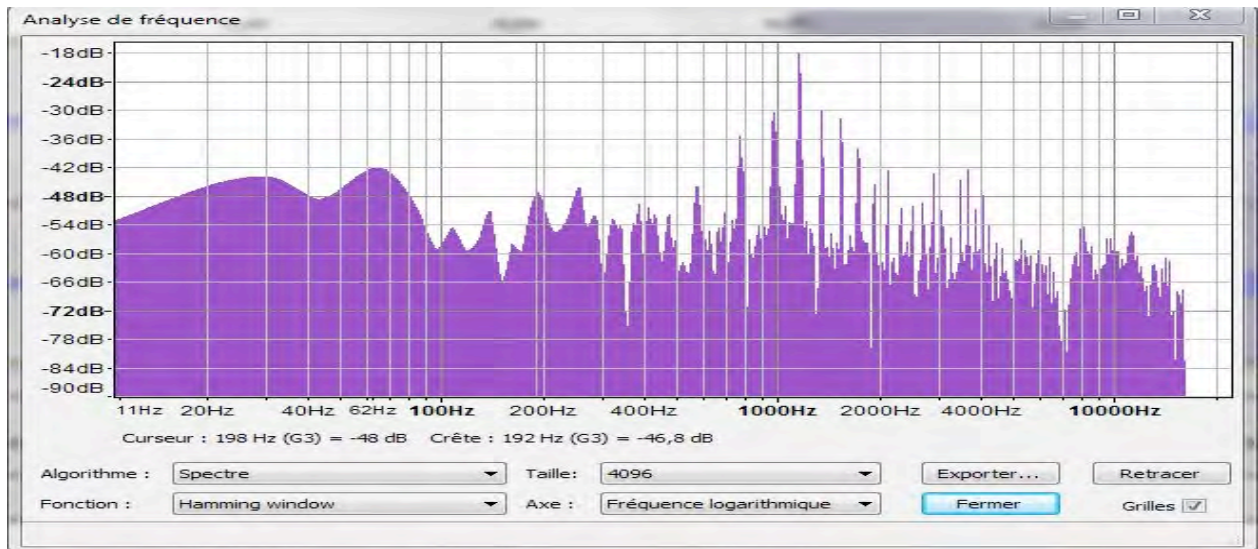 Analyse de fréquence
-18dB
-24dB
-30dB
-36dB
-42dB
-48dB
-54dB
-60dB
-66dB
-72dB
-78dB
-84dB
-90dB
11Hz 20Hz 40Hz 62Hz 100Hz 200Hz 400Hz 1000Hz 2000Hz 4000Hz 10000Hz
Curseur : 198 Hz (G3) = -48 dB Crête : 192 Hz (G3) = -46,8 dB
Algorithme : Spectre Taille: 4096 Exporter... Retracer
Fonction : Hamming window Axe : Fréquence logarithmique Fermer Grilles